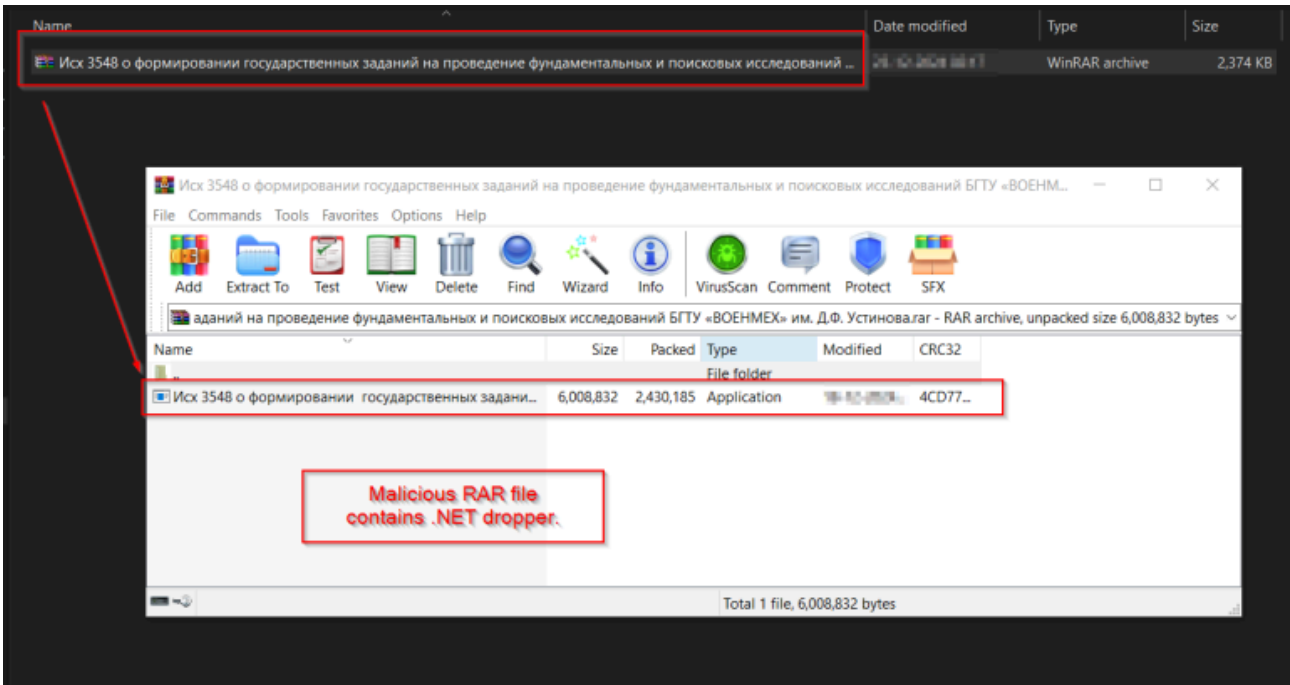 Name Date modified Type Size
Исх 3548 о формировании государственных заданий на проведение фундаментальных и поисковых исследований ... WinRAR archive 2,374 KB
Исх 3548 о формировании государственных заданий на проведение фундаментальных и поисковых исследований БГТУ «ВОЕНМ...
File Commands Tools Favorites Options Help
Add Extract To Test View Delete Find Wizard Info VirusScan Comment Protect SFX
аданий на проведение фундаментальных и поисковых исследований БГТУ «ВОЕНМЕХ» им. Д.Ф. Устинова.rar - RAR archive, unpacked size 6,008,832 bytes
Name Size Packed Type Modified CRC32
.. File folder
Исх 3548 о формировании  государственных задани... 6,008,832 2,430,185 Application 4CD77...
Malicious RAR file
contains .NET dropper.
Total 1 file, 6,008,832 bytes